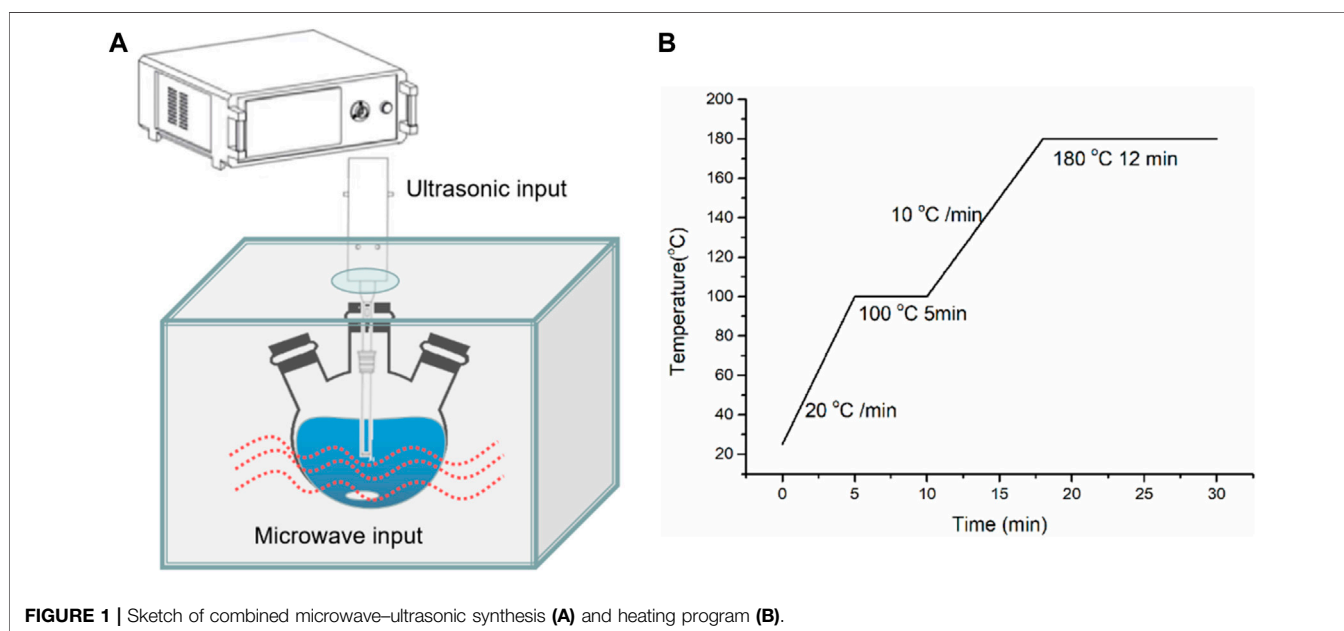 A
Ultrasonic input
Microwave input
B
200
180
160
140
120
100
80
60
40
20
Temperature(°C)
180 °C 12 min
10 °C /min
100 °C 5min
20 °C /min
0 5 10 15 20 25 30
Time (min)
FIGURE 1 | Sketch of combined microwave–ultrasonic synthesis (A) and heating program (B).